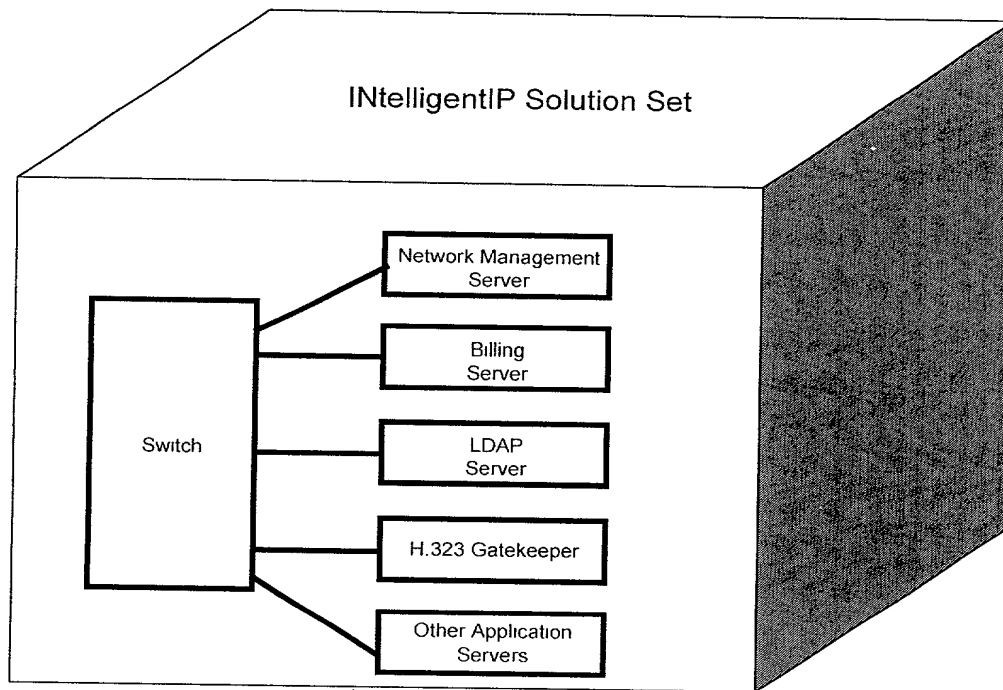 INtelligentIP Solution Set
Network Management
Server
Billing
Server
Switch
LDAP
Server
H.323 Gatekeeper
Other Application
Servers